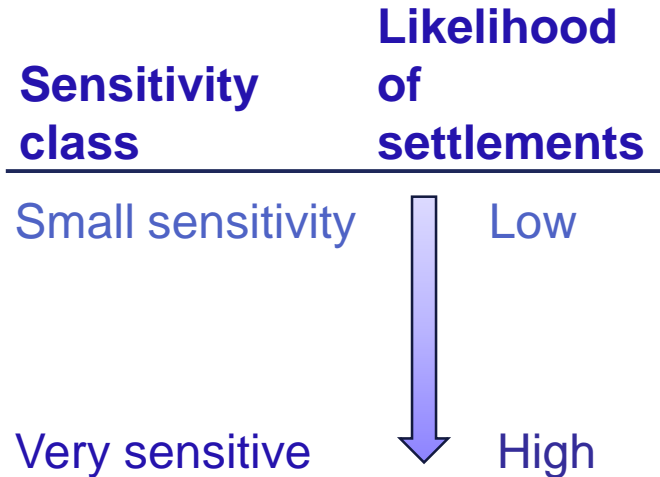 Sensitivity
class
Likelihood
of
settlements
Small sensitivity
Low
Very sensitive
High